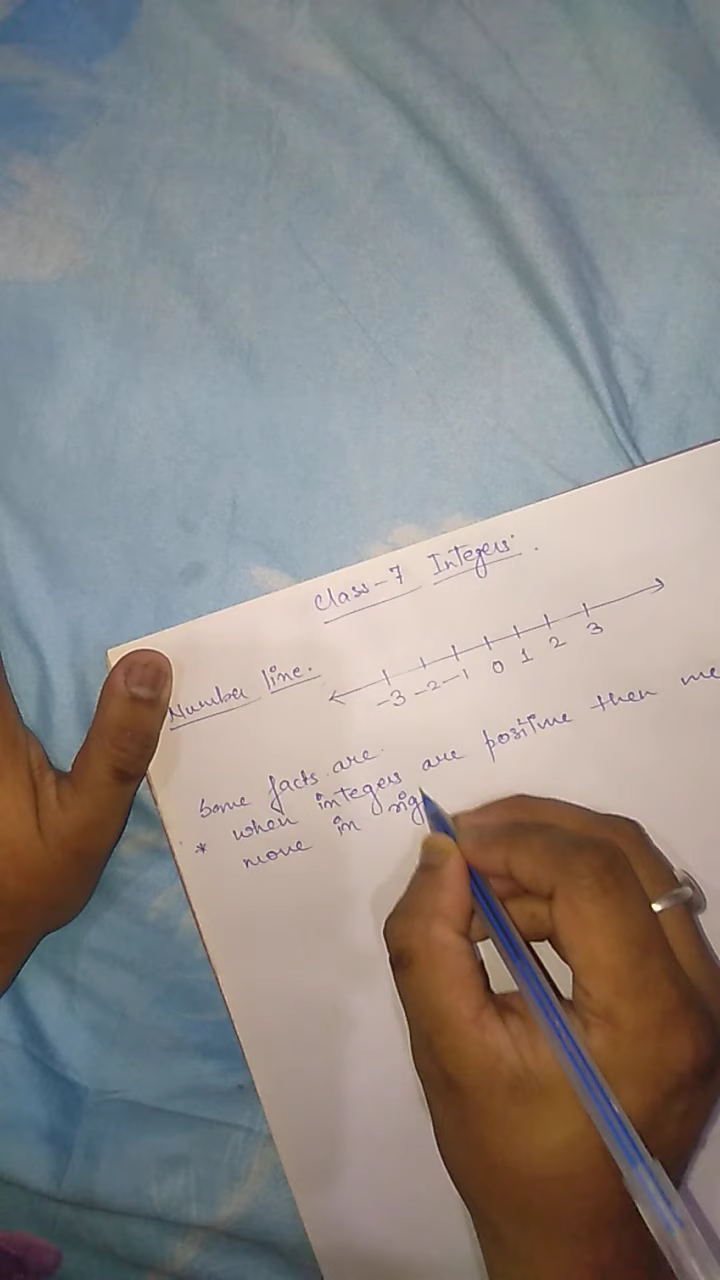 Class-7 Integers.
Number line.
-3 -2 -1 0 1 2 3
Some facts are.
* when integers are positive then
move in rig